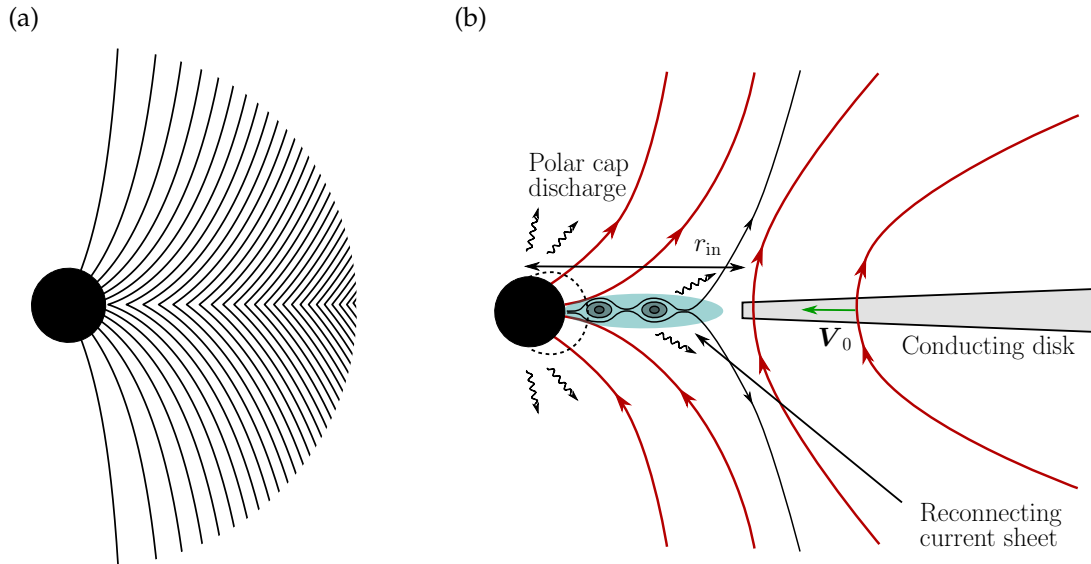 (a)
(b)
Polar cap
discharge
r_in
V_0
Conducting disk
Reconnecting
current sheet